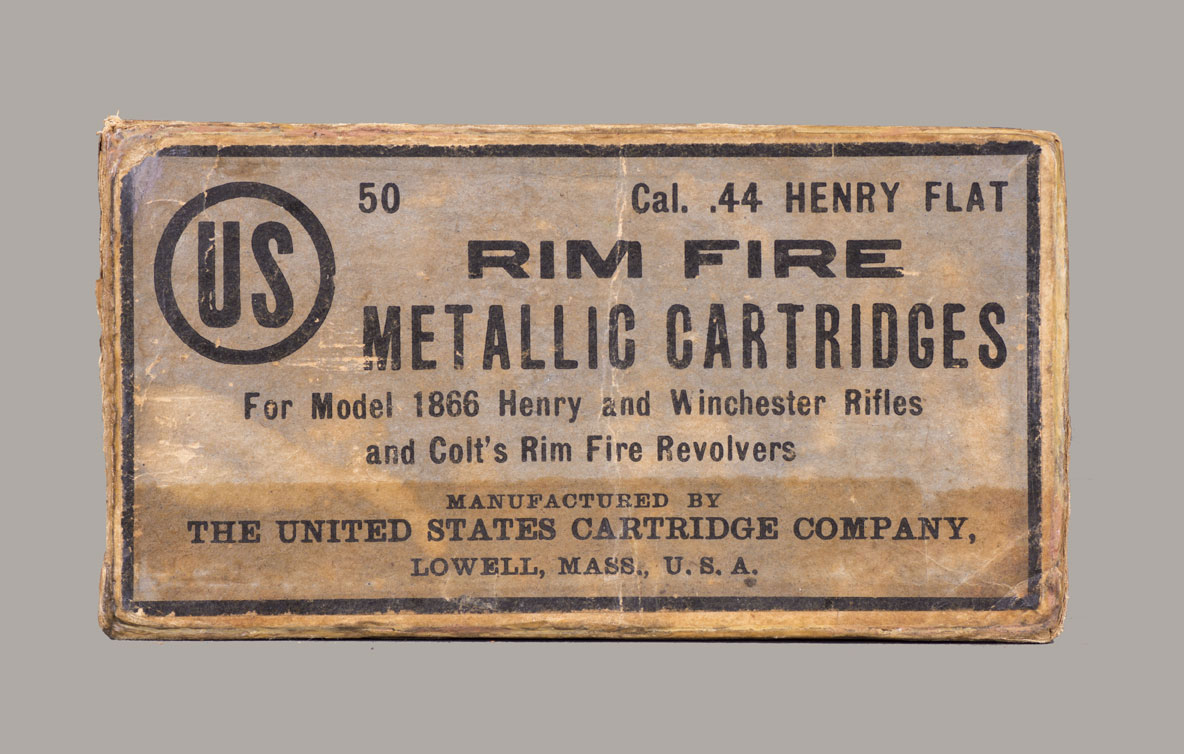 US
50 Cal. .44 HENRY FLAT
RIM FIRE
METALLIC CARTRIDGES
For Model 1866 Henry and Winchester Rifles
and Colt's Rim Fire Revolvers
MANUFACTURED BY
THE UNITED STATES CARTRIDGE COMPANY,
LOWELL, MASS., U. S. A.